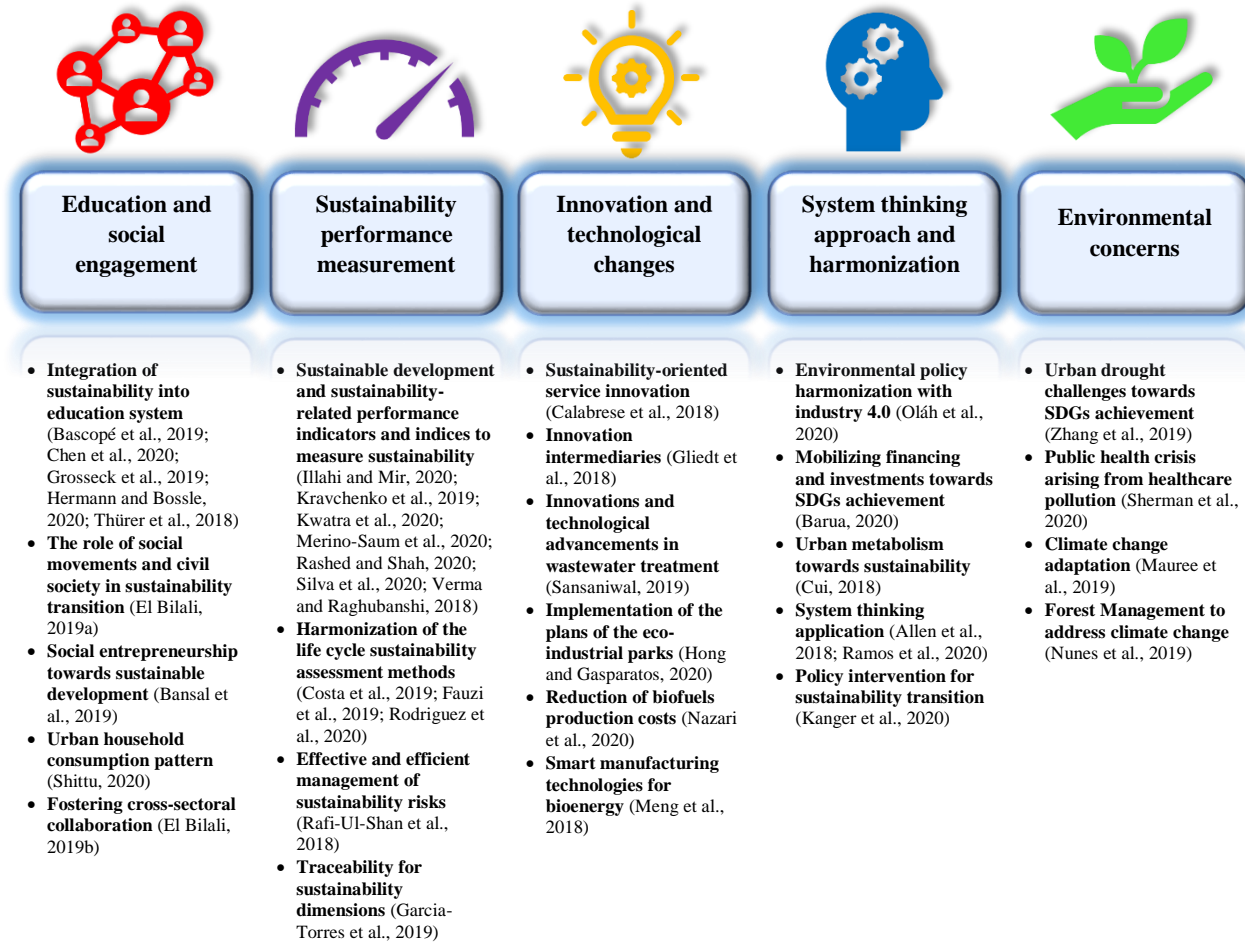 Education and
social
engagement
Sustainability
performance
measurement
Innovation and
technological
changes
System thinking
approach and
harmonization
Environmental
concerns
• Integration of
sustainability into
education system
(Bascopé et al., 2019;
Chen et al., 2020;
Grosseck et al., 2019;
Hermann and Bossle,
2020; Thürer et al., 2018)
• The role of social
movements and civil
society in sustainability
transition (El Bilali,
2019a)
• Social entrepreneurship
towards sustainable
development (Bansal et
al., 2019)
• Urban household
consumption pattern
(Shittu, 2020)
• Fostering cross-sectoral
collaboration (El Bilali,
2019b)
• Sustainable development
and sustainability-
related performance
indicators and indices to
measure sustainability
(Illahi and Mir, 2020;
Kravchenko et al., 2019;
Kwatra et al., 2020;
Merino-Saum et al., 2020;
Rashed and Shah, 2020;
Silva et al., 2020; Verma
and Raghubanshi, 2018)
• Harmonization of the
life cycle sustainability
assessment methods
(Costa et al., 2019; Fauzi
et al., 2019; Rodriguez et
al., 2020)
• Effective and efficient
management of
sustainability risks
(Rafi-Ul-Shan et al.,
2018)
• Traceability for
sustainability
dimensions (Garcia-
Torres et al., 2019)
• Sustainability-oriented
service innovation
(Calabrese et al., 2018)
• Innovation
intermediaries (Gliedt et
al., 2018)
• Innovations and
technological
advancements in
wastewater treatment
(Sansaniwal, 2019)
• Implementation of the
plans of the eco-
industrial parks (Hong
and Gasparatos, 2020)
• Reduction of biofuels
production costs (Nazari
et al., 2020)
• Smart manufacturing
technologies for
bioenergy (Meng et al.,
2018)
• Environmental policy
harmonization with
industry 4.0 (Oláh et al.,
2020)
• Mobilizing financing
and investments towards
SDGs achievement
(Barua, 2020)
• Urban metabolism
towards sustainability
(Cui, 2018)
• System thinking
application (Allen et al.,
2018; Ramos et al., 2020)
• Policy intervention for
sustainability transition
(Kanger et al., 2020)
• Urban drought
challenges towards
SDGs achievement
(Zhang et al., 2019)
• Public health crisis
arising from healthcare
pollution (Sherman et al.,
2020)
• Climate change
adaptation (Mauree et
al., 2019)
• Forest Management to
address climate change
(Nunes et al., 2019)